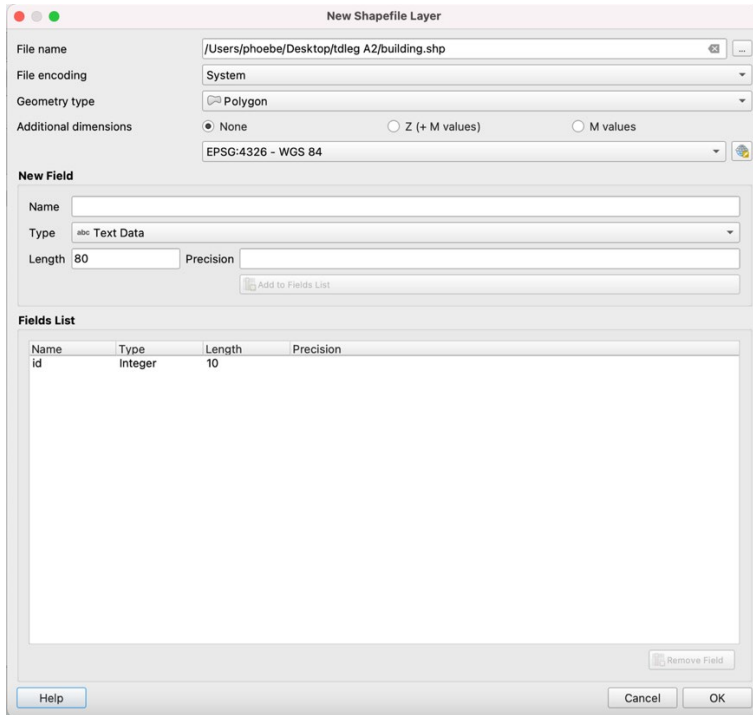 New Shapefile Layer
File name /Users/phoebe/Desktop/tdleg A2/building.shp ...
File encoding System
Geometry type Polygon
Additional dimensions None Z (+ M values) M values
EPSG:4326 - WGS 84
New Field
Name
Type abc Text Data
Length 80 Precision
Add to Fields List
Fields List
Name Type Length Precision
id Integer 10
Remove Field
Help Cancel OK